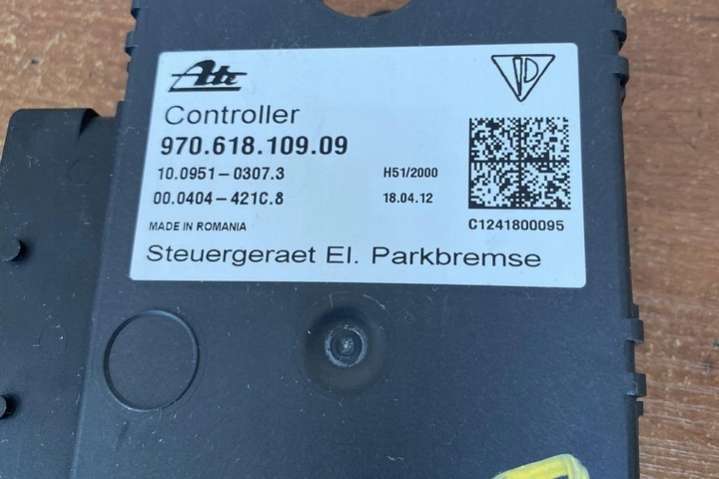 Ate
Controller
970.618.109.09
10.0951-0307.3 H51/2000
00.0404-421C.8 18.04.12
MADE IN ROMANIA C1241800095
Steuergeraet El. Parkbremse